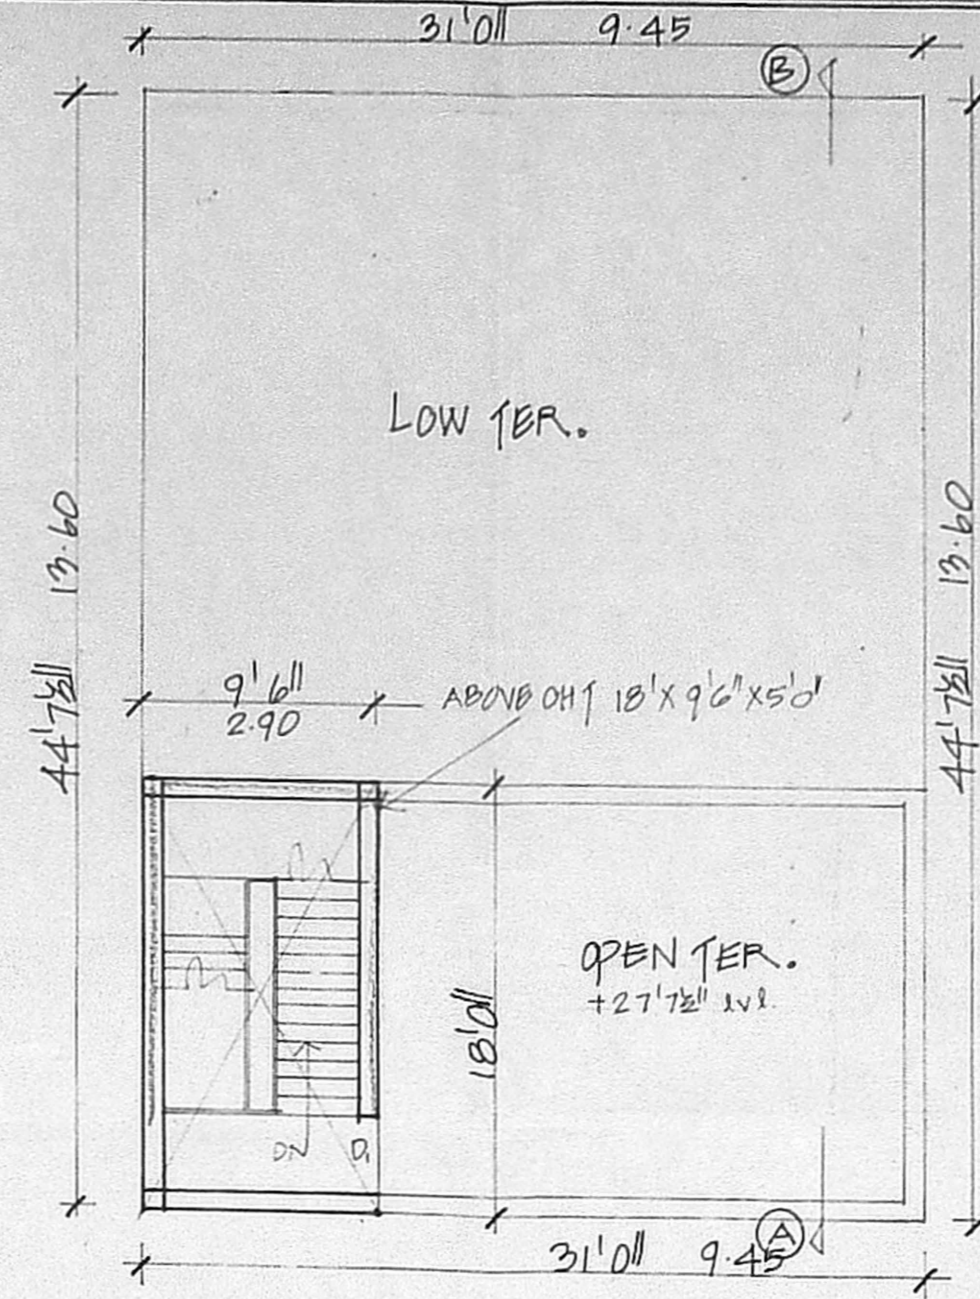 31'0" 9.45
B
LOW TER.
13.60
44'7½"
13.60
44'7½"
9'6"
2.90
ABOVE OHT 18'X9'6"X5'0"
OPEN TER.
+27'7½" lvl.
18'0"
DN
D1
A
31'0" 9.45